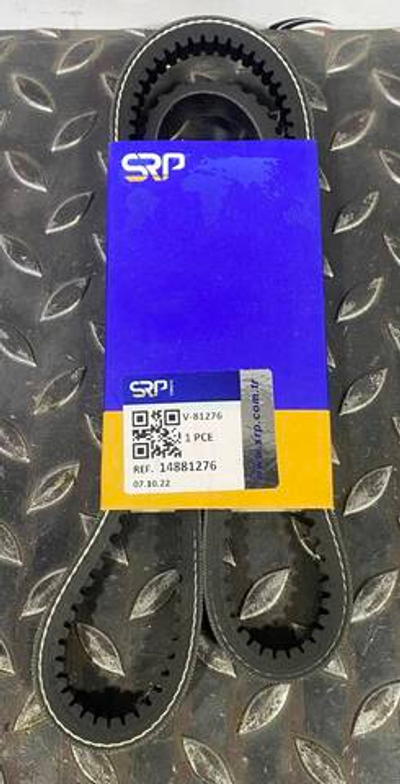 SRP
SRP
V-81276
1 PCE
REF. 14881276
07.10.22
www.srp.com.tr